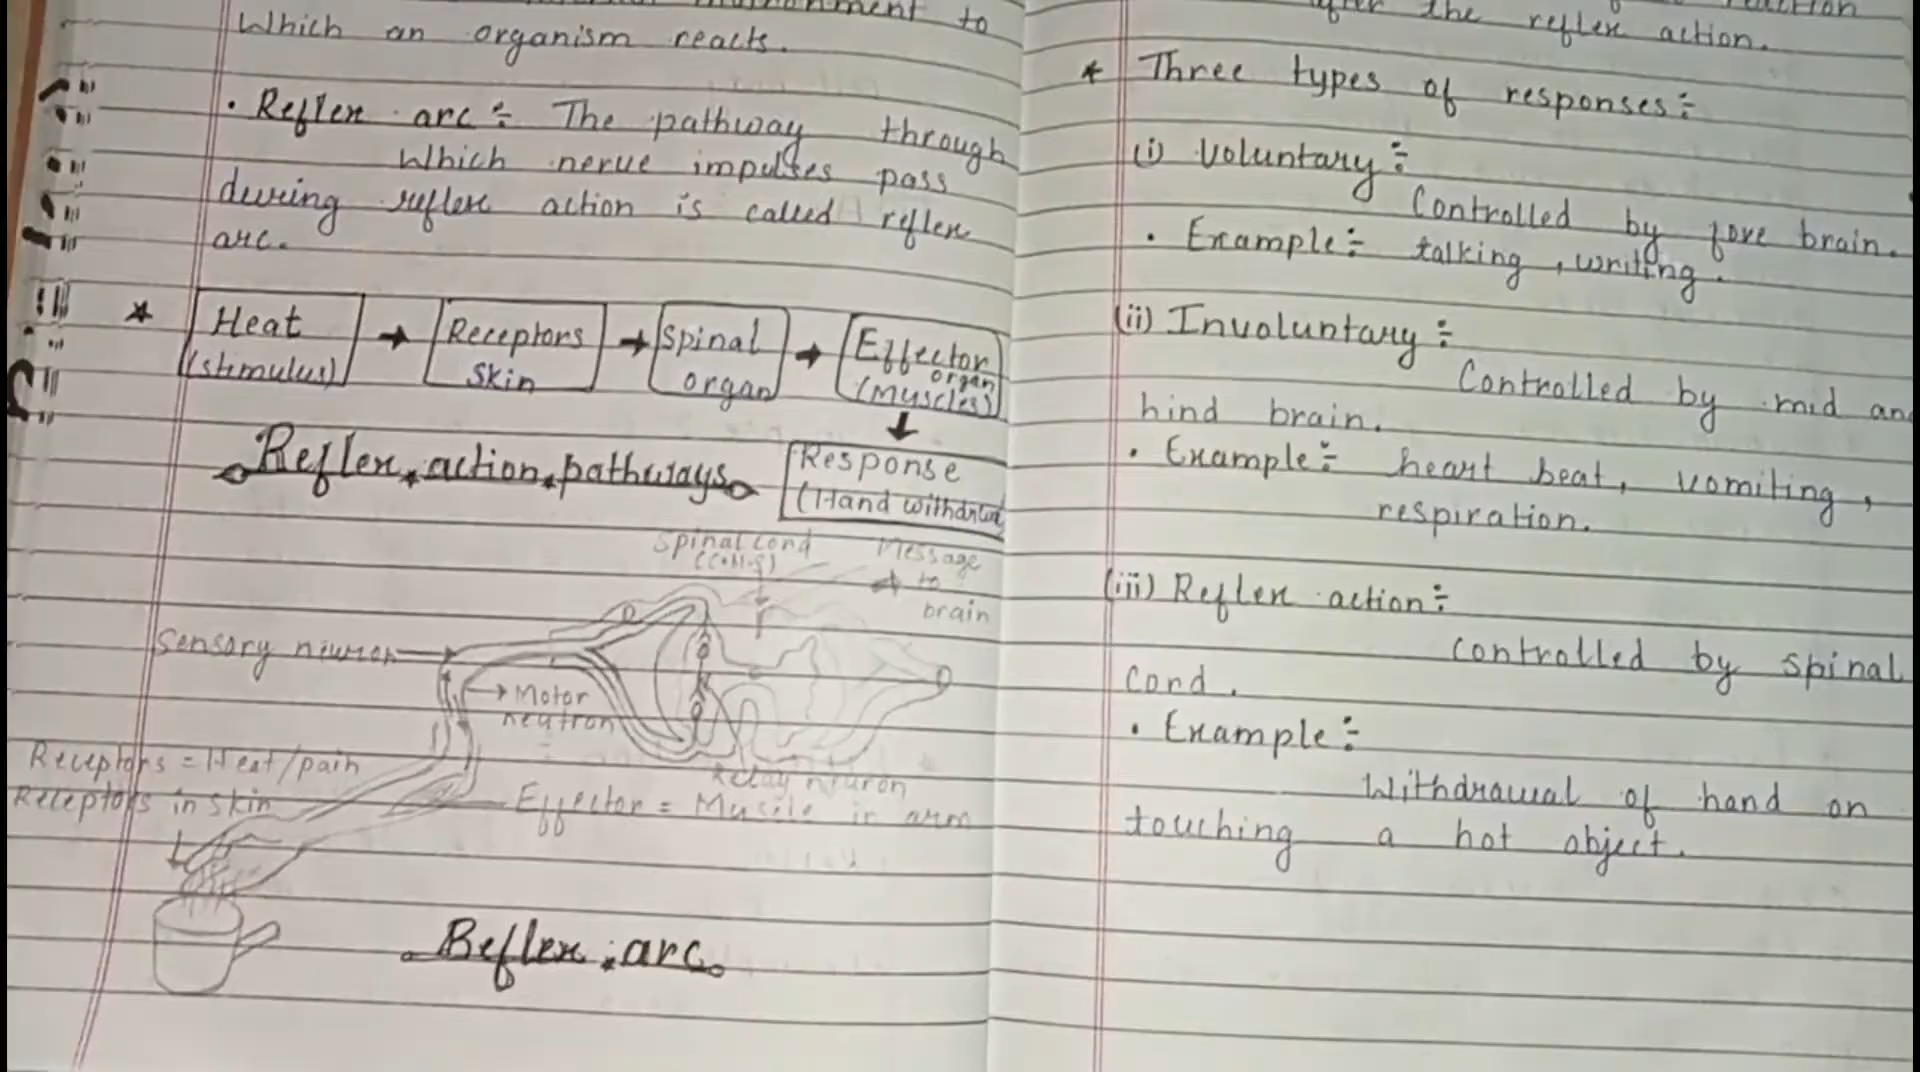 to
Which an organism reacts.
• Reflex arc ÷ The pathway through
Which nerve impulses pass
during reflex action is called reflex
arc.
* Heat → Receptors → Spinal → Effector
(stimulus) skin organ organ
(Muscles)
↓
Reflex action pathways
Response
(Hand withdrawal
Spinal cord
(C.N.S)
Message
to
brain
Sensory niuron
→ Motor
neutron
Receptors = Heat/pain
Receptors in skin
Relay niuron
Effector = Muscle in arm
Reflex arc
after the reflex action.
* Three types of responses ÷
(i) Voluntary ÷
Controlled by fore brain.
• Example ÷ talking, writing.
(ii) Involuntary ÷
Controlled by mid and
hind brain.
• Example ÷ heart beat, vomiting,
respiration.
(iii) Reflex action ÷
controlled by spinal
Cord.
• Example ÷
Withdrawal of hand on
touching a hot object.